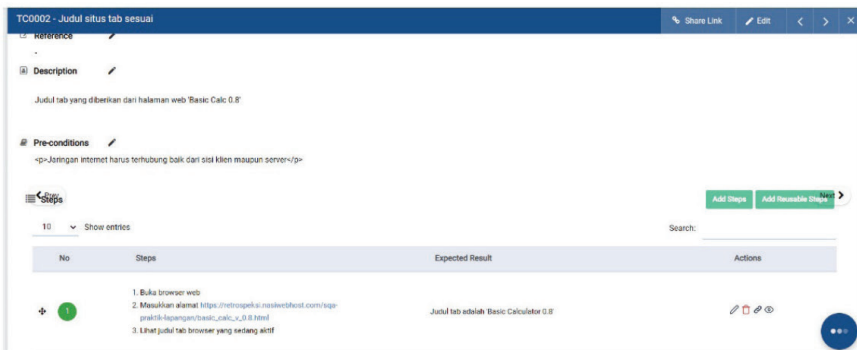 TC0002 - Judul situs tab sesuai
Share Link
Edit
Reference
-
Description
Judul tab yang diberikan dari halaman web 'Basic Calc 0.8'
Pre-conditions
<p>Jaringan internet harus terhubung baik dari sisi klien maupun server</p>
Prev
Steps
Add Steps
Add Reusable Steps
Next
10 Show entries
Search:
No Steps Expected Result Actions
1
1. Buka browser web
2. Masukkan alamat https://retrospeksi.nasiwebhost.com/sqa-
praktik-lapangan/basic_calc_v_0.8.html
3. Lihat judul tab browser yang sedang aktif
Judul tab adalah 'Basic Calculator 0.8'